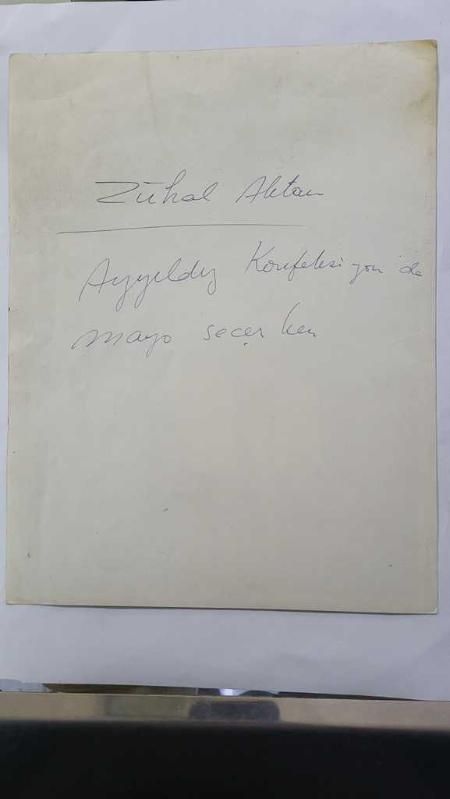 Zühal Aktan
Ayyıldız Konfeksiyon'da
mayo seçerken